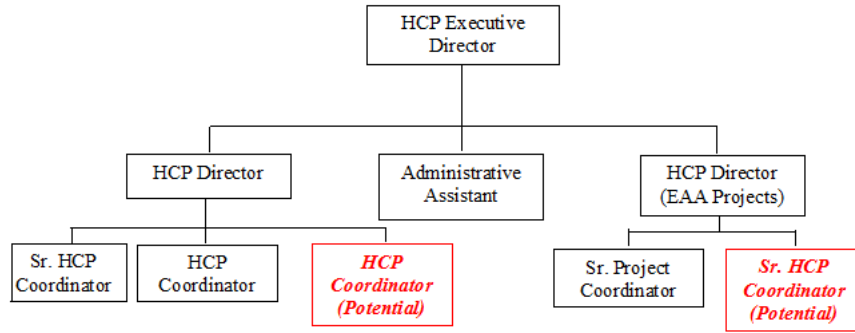 HCP Executive
Director
HCP Director
Administrative
Assistant
HCP Director
(EAA Projects)
Sr. HCP
Coordinator
HCP
Coordinator
HCP
Coordinator
(Potential)
Sr. Project
Coordinator
Sr. HCP
Coordinator
(Potential)